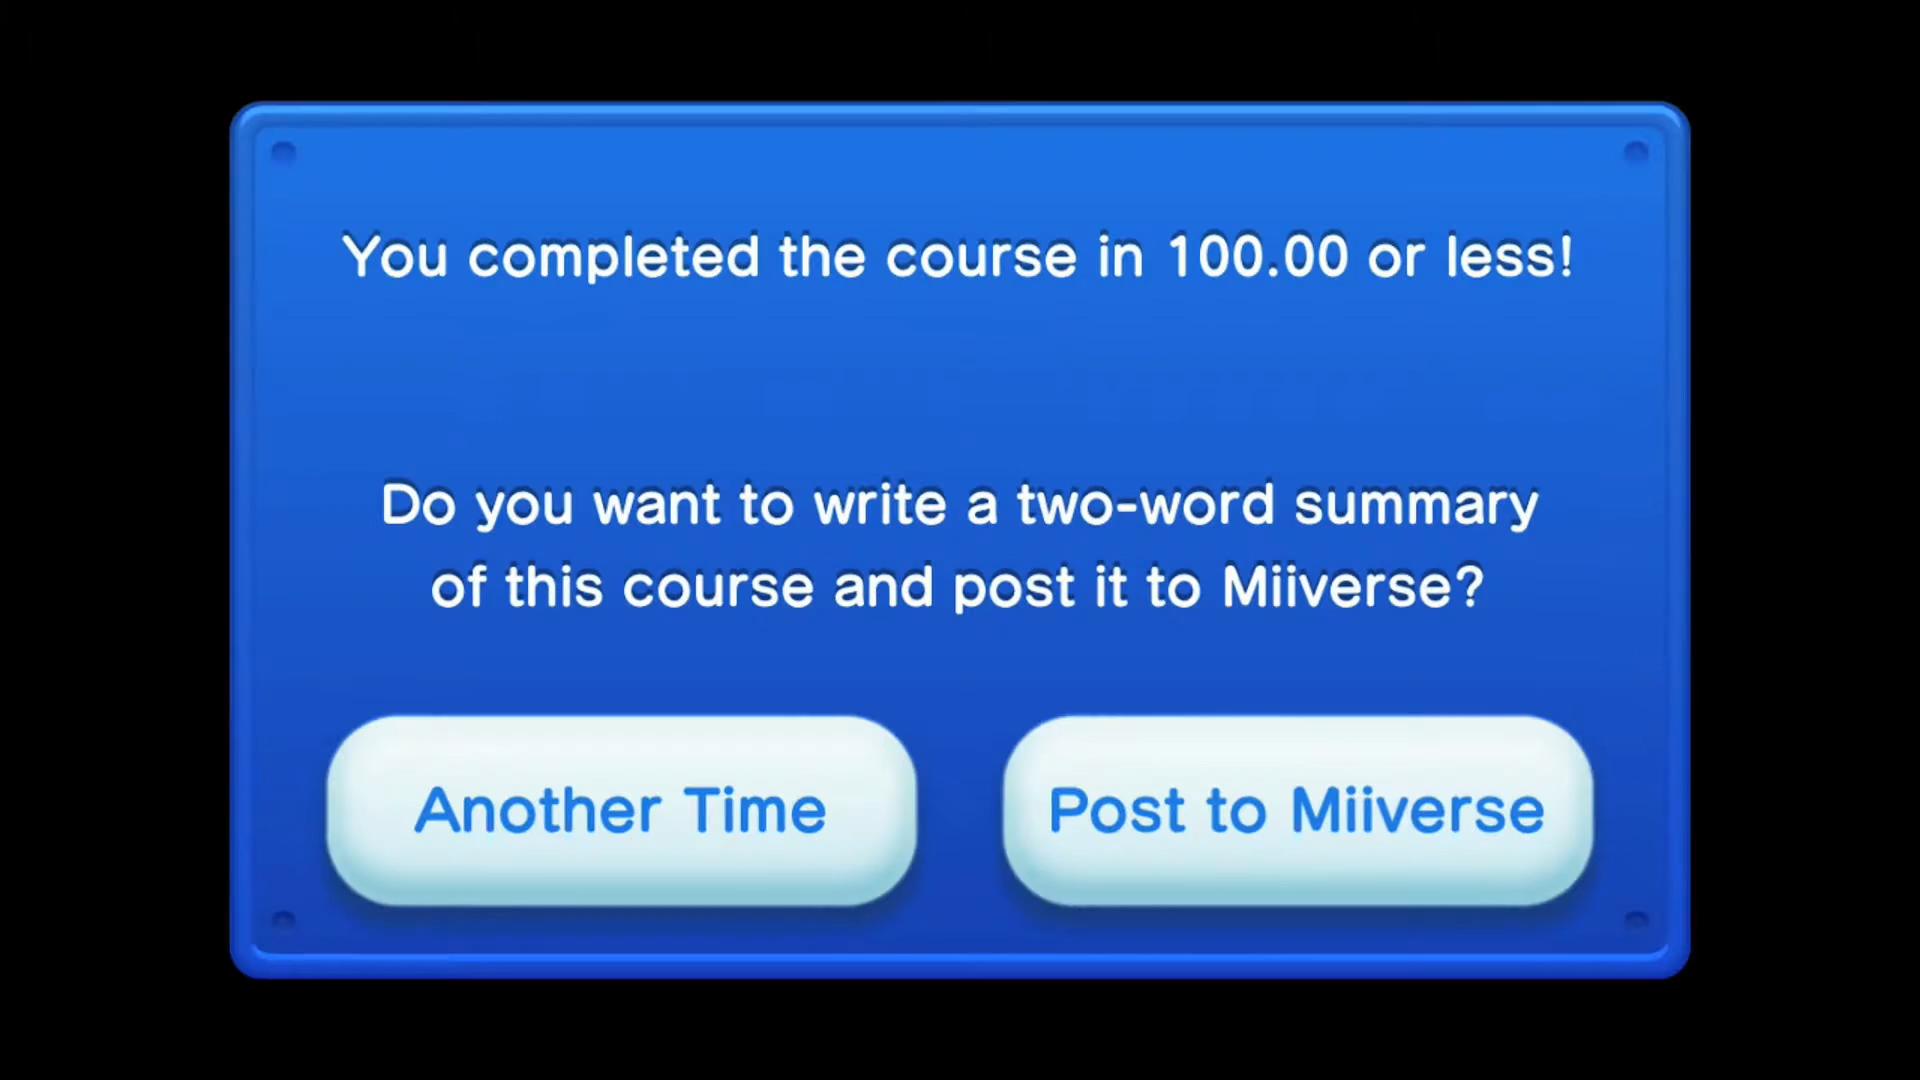 You completed the course in 100.00 or less!
Do you want to write a two-word summary
of this course and post it to Miiverse?
Another Time
Post to Miiverse